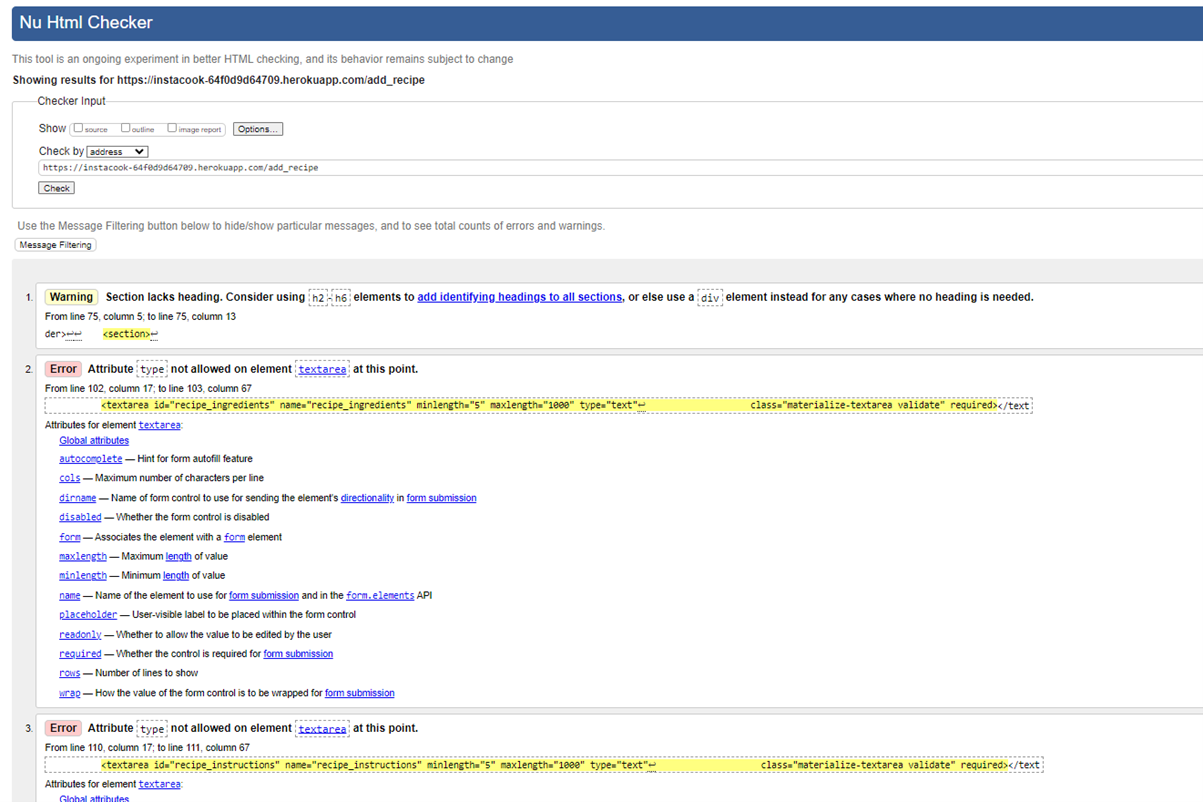 Nu Html Checker
This tool is an ongoing experiment in better HTML checking, and its behavior remains subject to change
Showing results for https://instacook-64f0d9d64709.herokuapp.com/add_recipe
Checker Input
Show source outline image report Options...
Check by address
https://instacook-64f0d9d64709.herokuapp.com/add_recipe
Check
Use the Message Filtering button below to hide/show particular messages, and to see total counts of errors and warnings.
Message Filtering
1. Warning Section lacks heading. Consider using h2-h6 elements to add identifying headings to all sections, or else use a div element instead for any cases where no heading is needed.
From line 75, column 5; to line 75, column 13
der>↩↩ <section>↩
2. Error Attribute type not allowed on element textarea at this point.
From line 102, column 17; to line 103, column 67
<textarea id="recipe_ingredients" name="recipe_ingredients" minlength="5" maxlength="1000" type="text"↩ class="materialize-textarea validate" required></text
Attributes for element textarea:
Global attributes
autocomplete — Hint for form autofill feature
cols — Maximum number of characters per line
dirname — Name of form control to use for sending the element's directionality in form submission
disabled — Whether the form control is disabled
form — Associates the element with a form element
maxlength — Maximum length of value
minlength — Minimum length of value
name — Name of the element to use for form submission and in the form.elements API
placeholder — User-visible label to be placed within the form control
readonly — Whether to allow the value to be edited by the user
required — Whether the control is required for form submission
rows — Number of lines to show
wrap — How the value of the form control is to be wrapped for form submission
3. Error Attribute type not allowed on element textarea at this point.
From line 110, column 17; to line 111, column 67
<textarea id="recipe_instructions" name="recipe_instructions" minlength="5" maxlength="1000" type="text"↩ class="materialize-textarea validate" required></text
Attributes for element textarea:
Global attributes